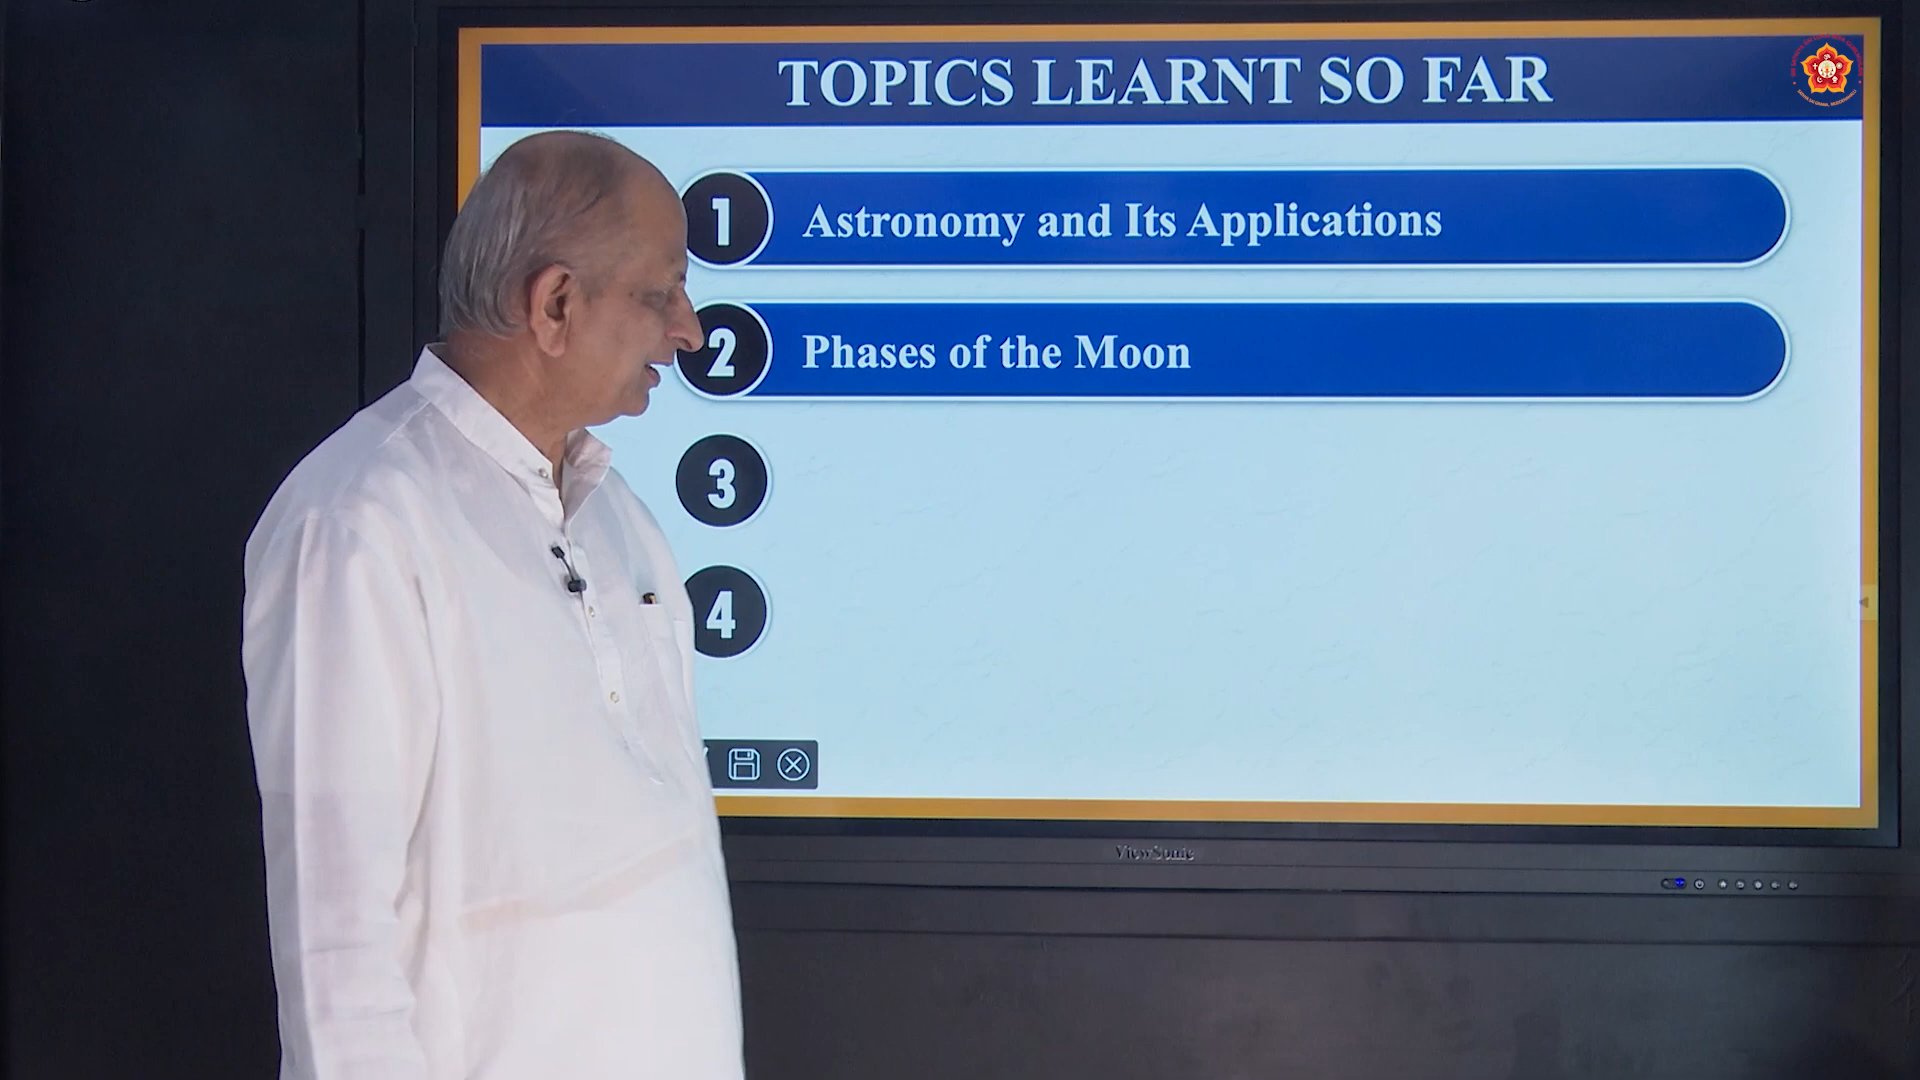 TOPICS LEARNT SO FAR
1 Astronomy and Its Applications
2 Phases of the Moon
3
4
ViewSonic